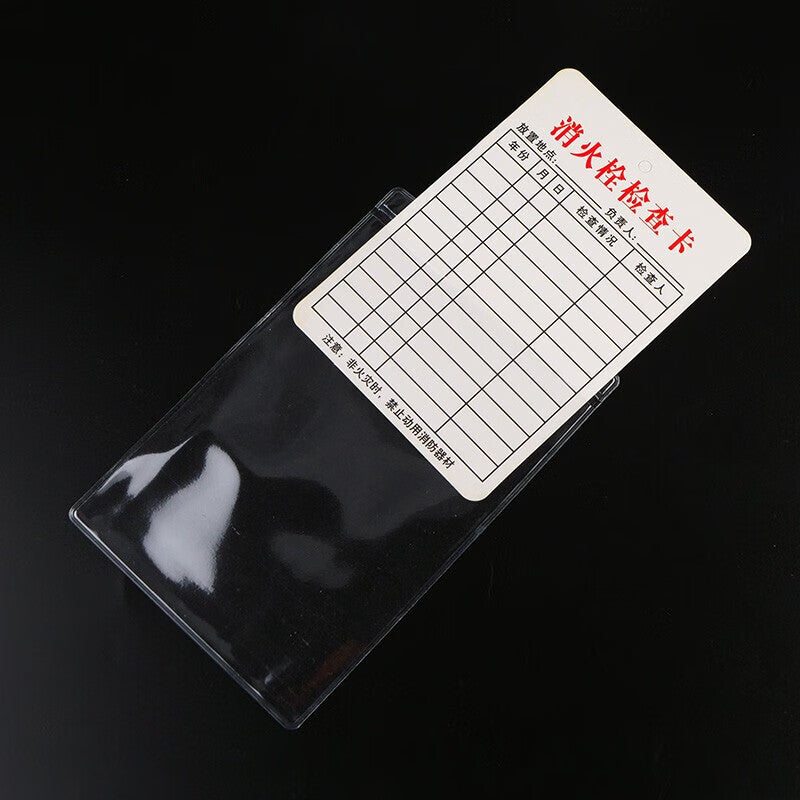 消火栓检查卡
放置地点: 负责人:
年份 月 日 检查情况 检查人
注意：非火灾时，禁止动用消防器材